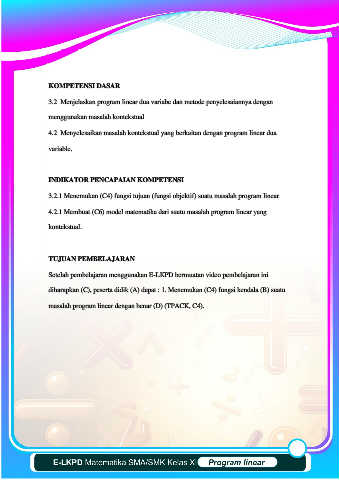 KOMPETENSI DASAR
3.2 Menjelaskan program linear dua variabe dan metode penyelesaiannya dengan
menggunakan masalah kontekstual
4.2 Menyelesaikan masalah kontekstual yang berkaitan dengan program linear dua
variable.
INDIKATOR PENCAPAIAN KOMPETENSI
3.2.1 Menemukan (C4) fungsi tujuan (fungsi objektif) suatu masalah program linear
4.2.1 Membuat (C6) model matematika dari suatu masalah program linear yang
kontekstual.
TUJUAN PEMBELAJARAN
Setelah pembelajaran menggunakan E-LKPD bermuatan video pembelajaran ini
diharapkan (C), peserta didik (A) dapat : 1. Menemukan (C4) fungsi kendala (B) suatu
masalah program linear dengan benar (D) (TPACK, C4).
E-LKPD Matematika SMA/SMK Kelas X Program linear